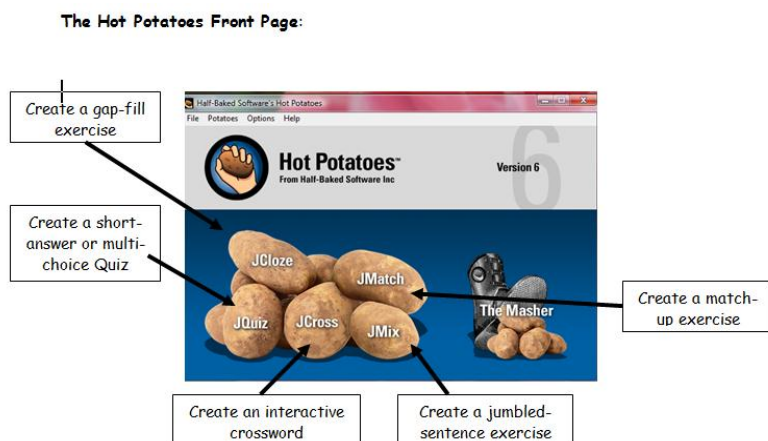 The Hot Potatoes Front Page:
Create a gap-fill
exercise
Half-Baked Software's Hot Potatoes
File Potatoes Options Help
Hot Potatoes™
From Half-Baked Software Inc
Version 6
6
Create a short-
answer or multi-
choice Quiz
JCloze
JMatch
JQuiz
JCross
JMix
The Masher
Create a match-
up exercise
Create an interactive
crossword
Create a jumbled-
sentence exercise